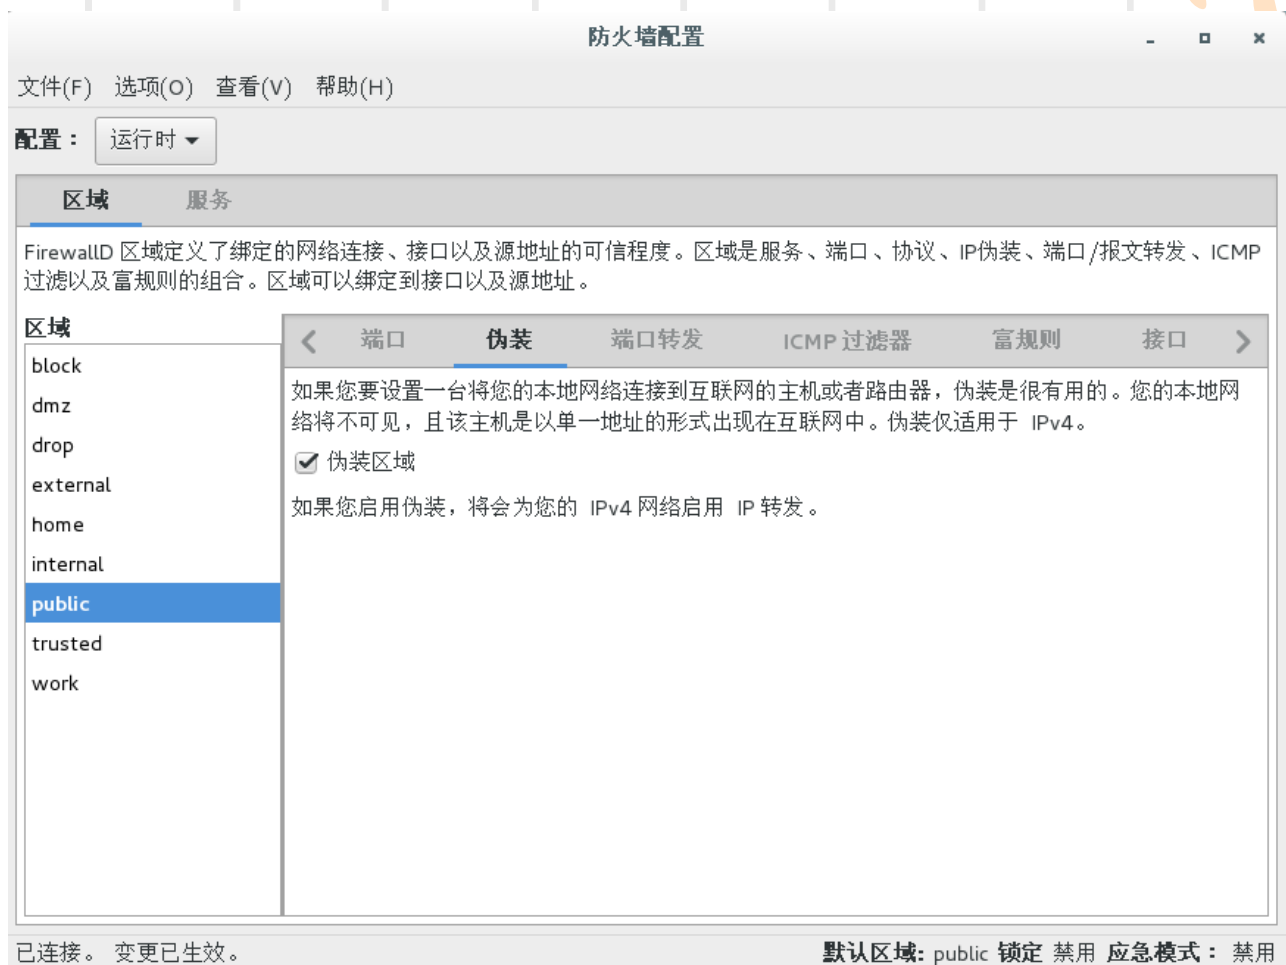 防火墙配置
文件(F) 选项(O) 查看(V) 帮助(H)
配置： 运行时
区域 服务
FirewallD 区域定义了绑定的网络连接、接口以及源地址的可信程度。区域是服务、端口、协议、IP伪装、端口/报文转发、ICMP
过滤以及富规则的组合。区域可以绑定到接口以及源地址。
区域
block
dmz
drop
external
home
internal
public
trusted
work
端口 伪装 端口转发 ICMP 过滤器 富规则 接口
如果您要设置一台将您的本地网络连接到互联网的主机或者路由器，伪装是很有用的。您的本地网
络将不可见，且该主机是以单一地址的形式出现在互联网中。伪装仅适用于 IPv4。
伪装区域
如果您启用伪装，将会为您的 IPv4 网络启用 IP 转发。
已连接。 变更已生效。
默认区域: public 锁定 禁用 应急模式： 禁用